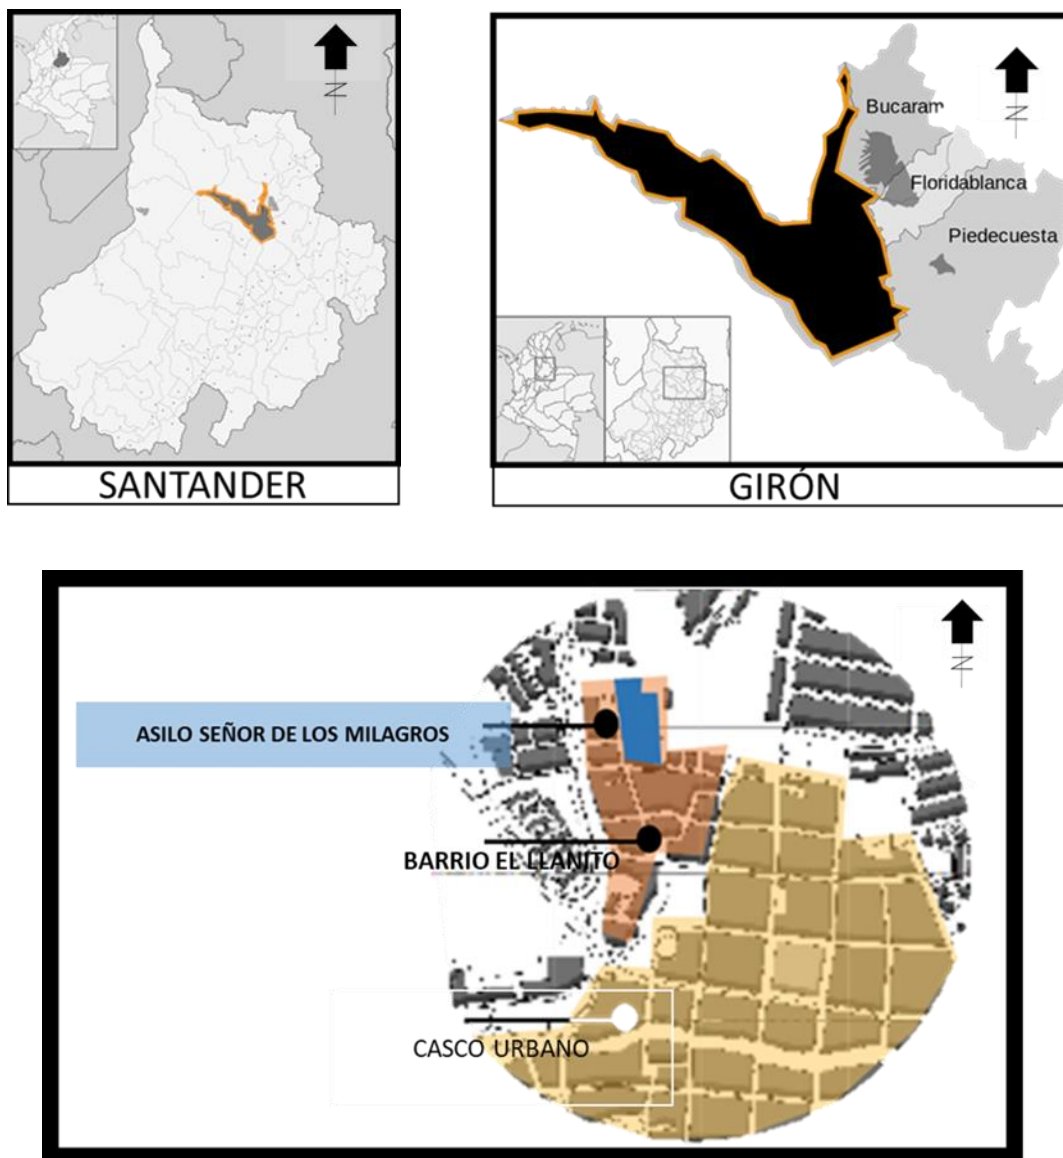 N
SANTANDER
N
Bucaram
Floridablanca
Piedecuesta
GIRÓN
N
ASILO SEÑOR DE LOS MILAGROS
BARRIO EL LLANITO
CASCO URBANO